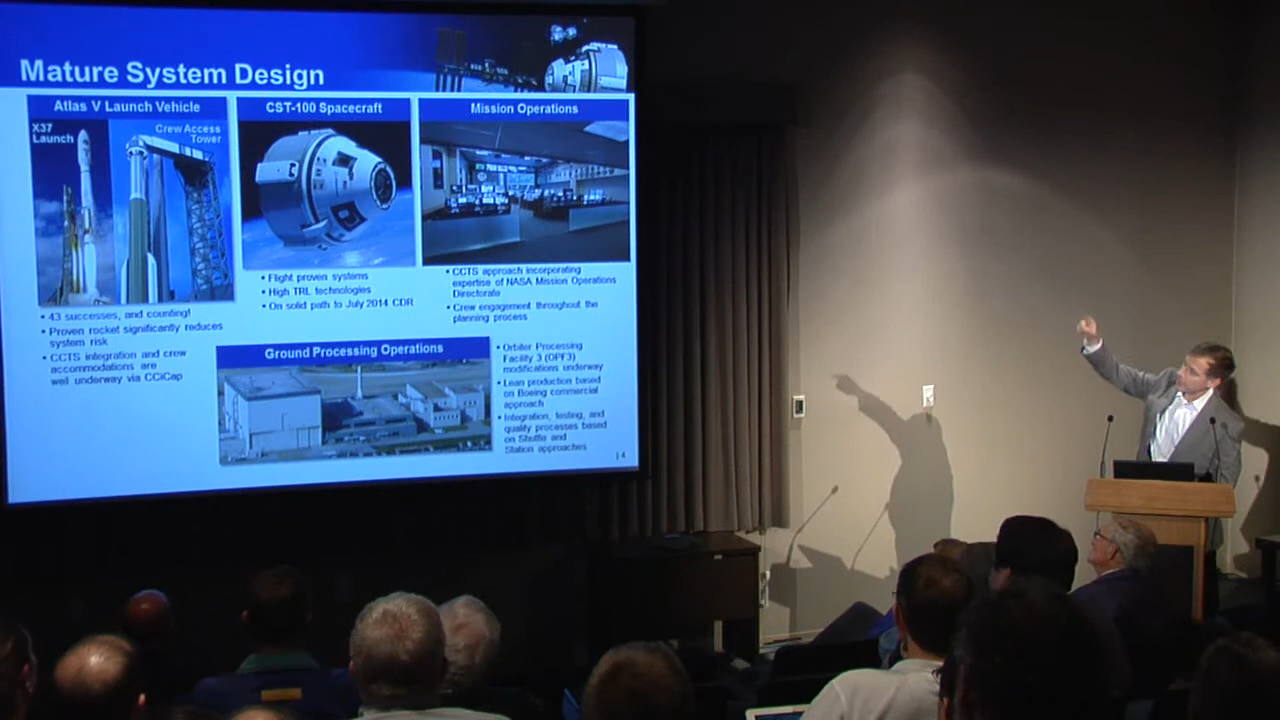 Mature System Design
Atlas V Launch Vehicle
X37
Launch
Crew Access
Tower
• 43 successes, and counting!
• Proven rocket significantly reduces
system risk
• CCTS integration and crew
accommodations are
well underway via CCiCap
CST-100 Spacecraft
• Flight proven systems
• High TRL technologies
• On solid path to July 2014 CDR
Mission Operations
• CCTS approach incorporating
expertise of NASA Mission Operations
Directorate
• Crew engagement throughout the
planning process
Ground Processing Operations
• Orbiter Processing
Facility 3 (OPF3)
modifications underway
• Lean production based
on Boeing commercial
approach
• Integration, testing, and
quality processes based
on Shuttle and
Station approaches
| 4